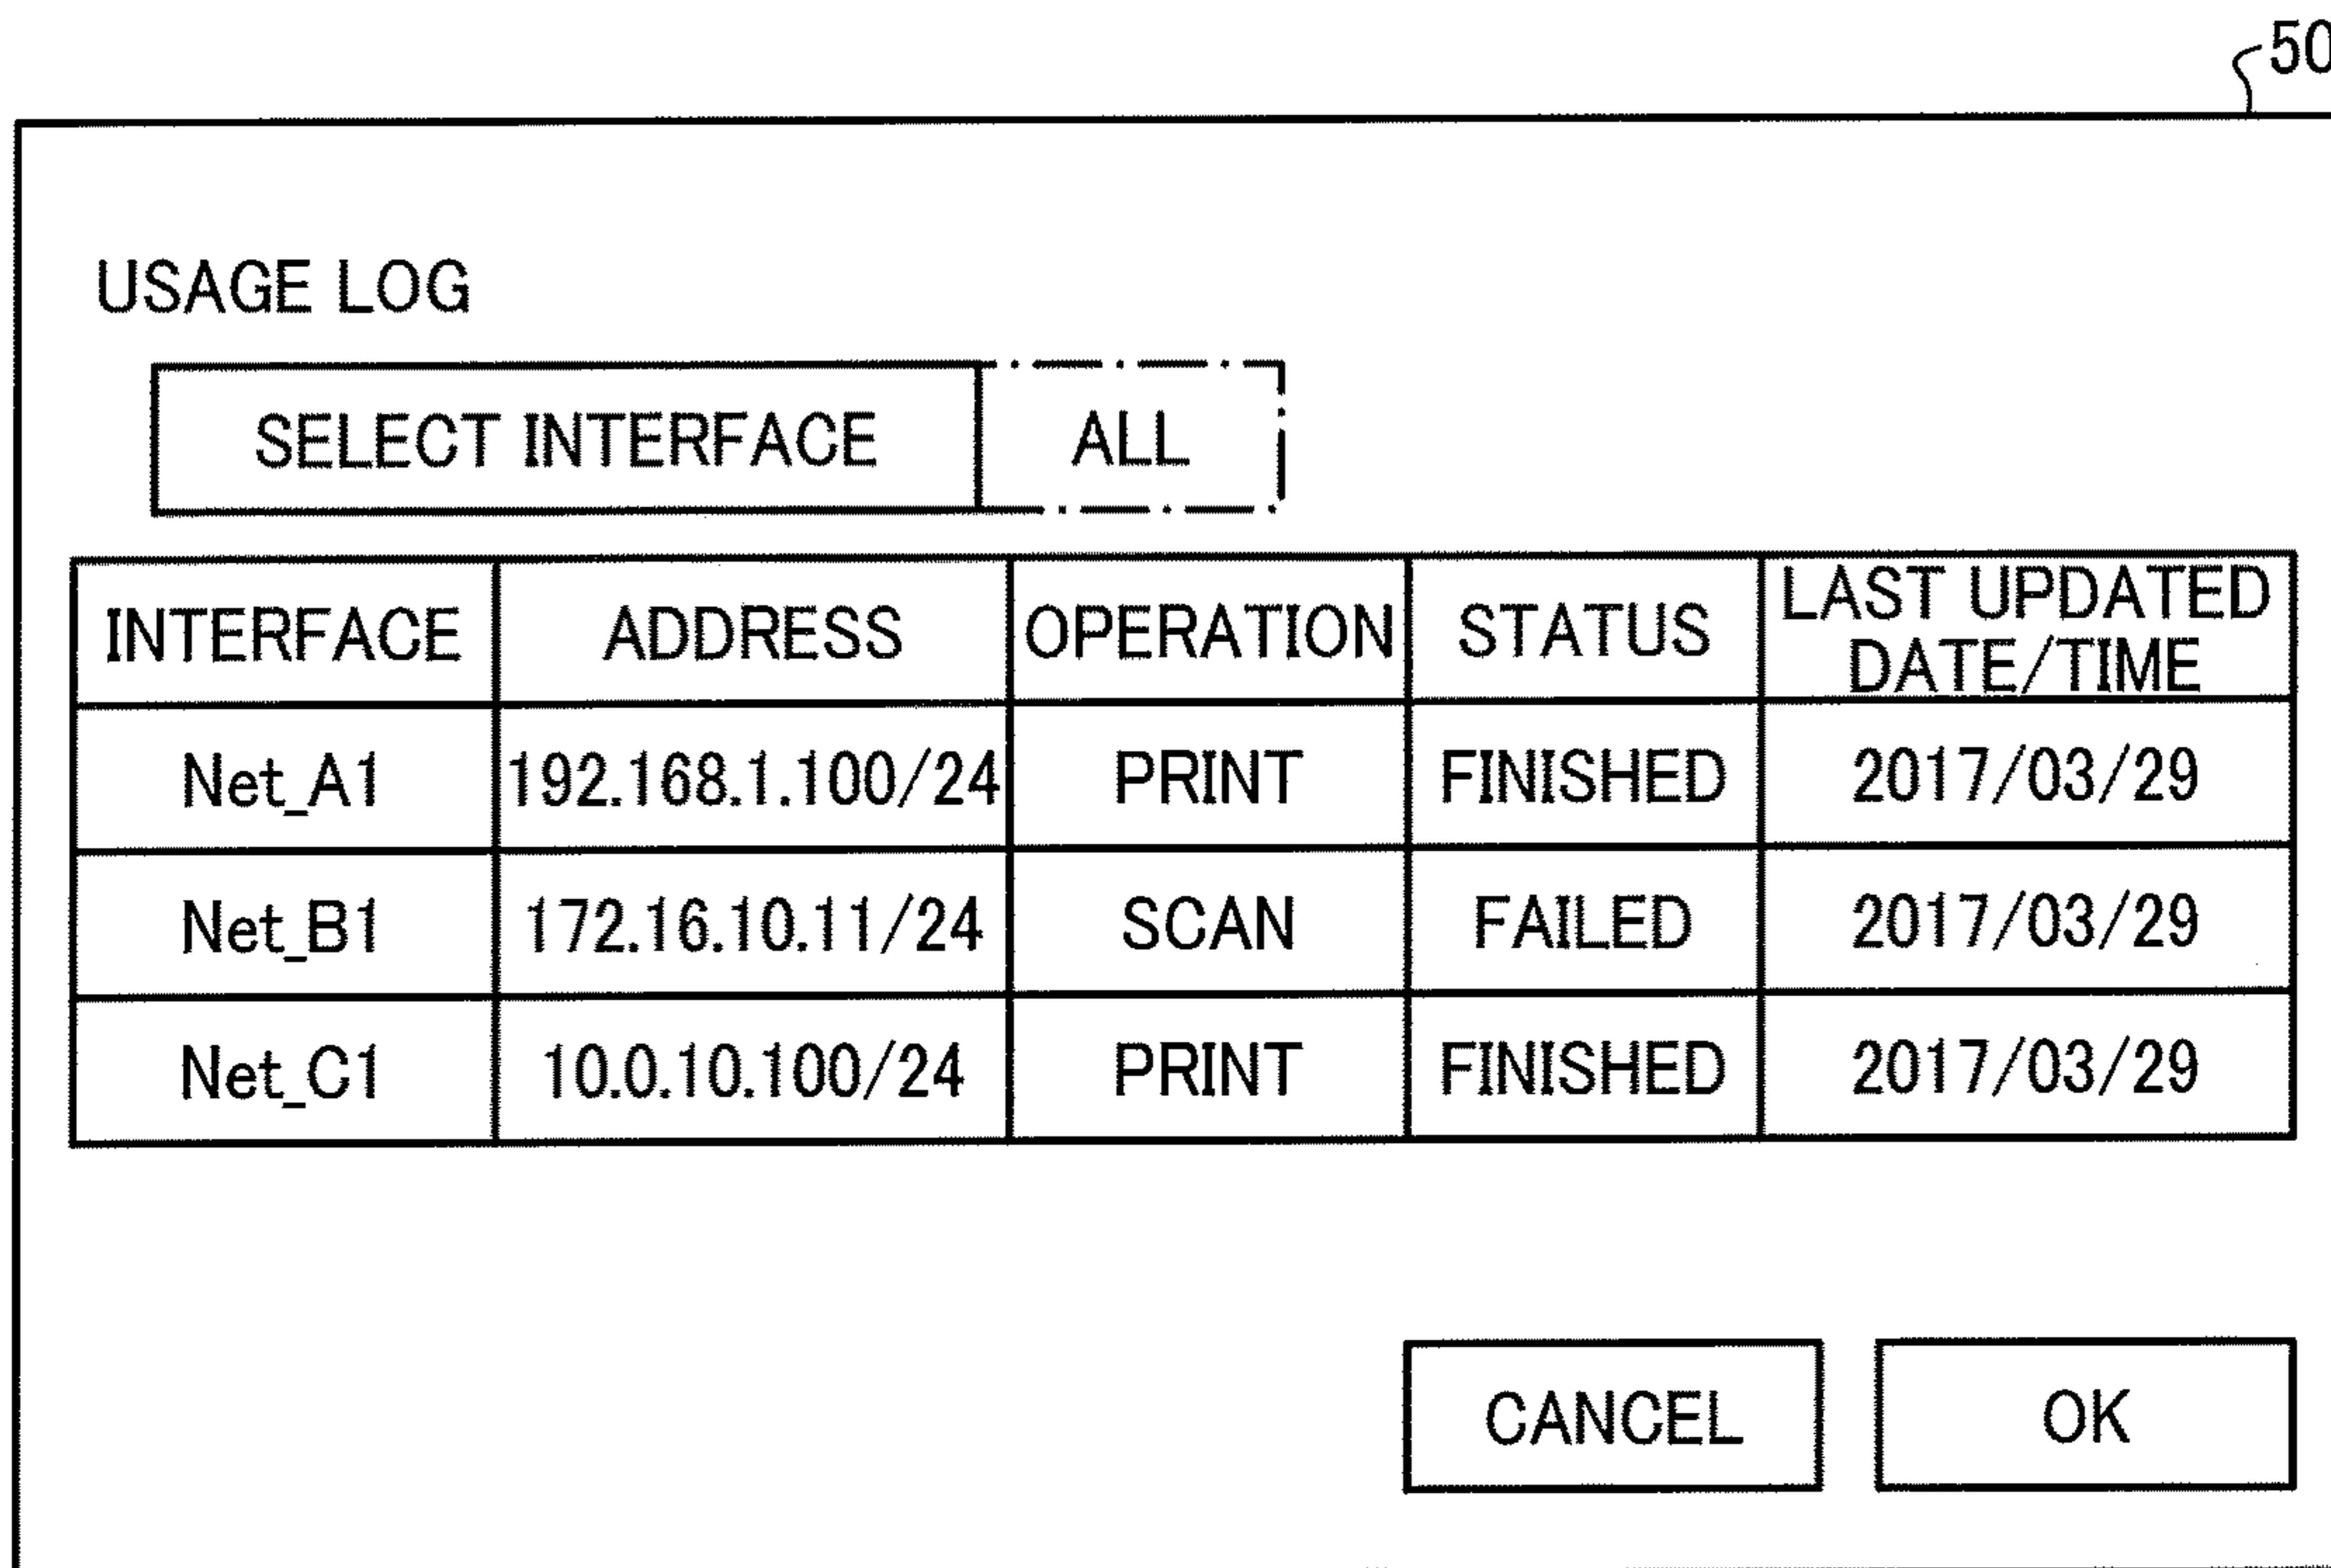 50
USAGE LOG
SELECT INTERFACE ALL
INTERFACE ADDRESS OPERATION STATUS LAST UPDATED DATE/TIME
Net_A1 192.168.1.100/24 PRINT FINISHED 2017/03/29
Net_B1 172.16.10.11/24 SCAN FAILED 2017/03/29
Net_C1 10.0.10.100/24 PRINT FINISHED 2017/03/29
CANCEL OK